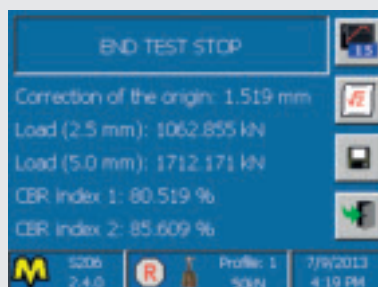 END TEST STOP
15
Correction of the origin: 1.519 mm
√2
Load (2.5 mm): 1062.855 kN
Load (5.0 mm): 1712.171 kN
CBR index 1: 80.519 %
CBR index 2: 85.609 %
S206
2.4.0
R
Profile: 1
50kN
7/9/2013
4:19 PM